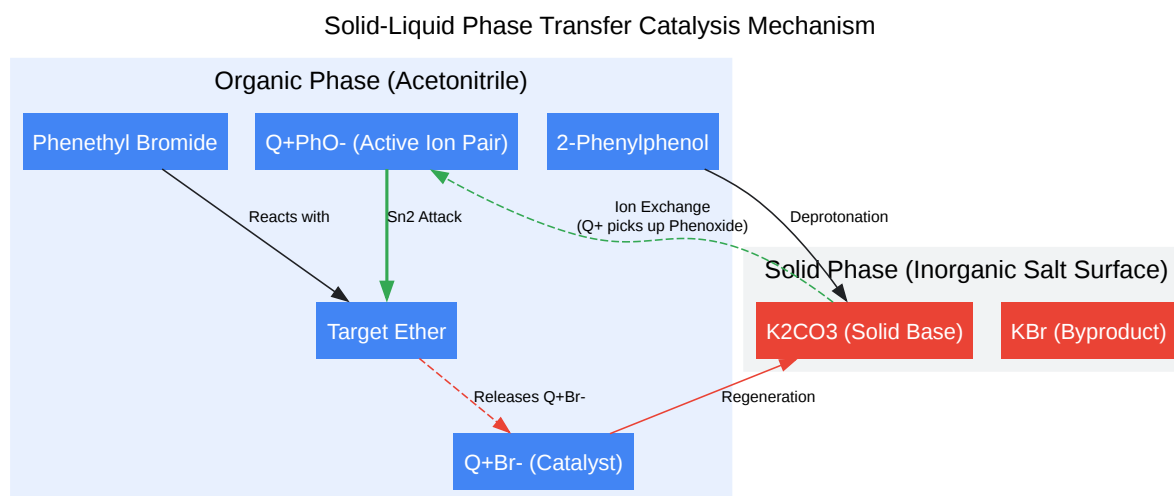 Solid-Liquid Phase Transfer Catalysis Mechanism
Organic Phase (Acetonitrile)
Phenethyl Bromide
Q+PhO- (Active Ion Pair)
2-Phenylphenol
Reacts with
Sn2 Attack
Ion Exchange
(Q+ picks up Phenoxide)
Deprotonation
Solid Phase (Inorganic Salt Surface)
Target Ether
K2CO3 (Solid Base)
KBr (Byproduct)
Releases Q+Br-
Regeneration
Q+Br- (Catalyst)